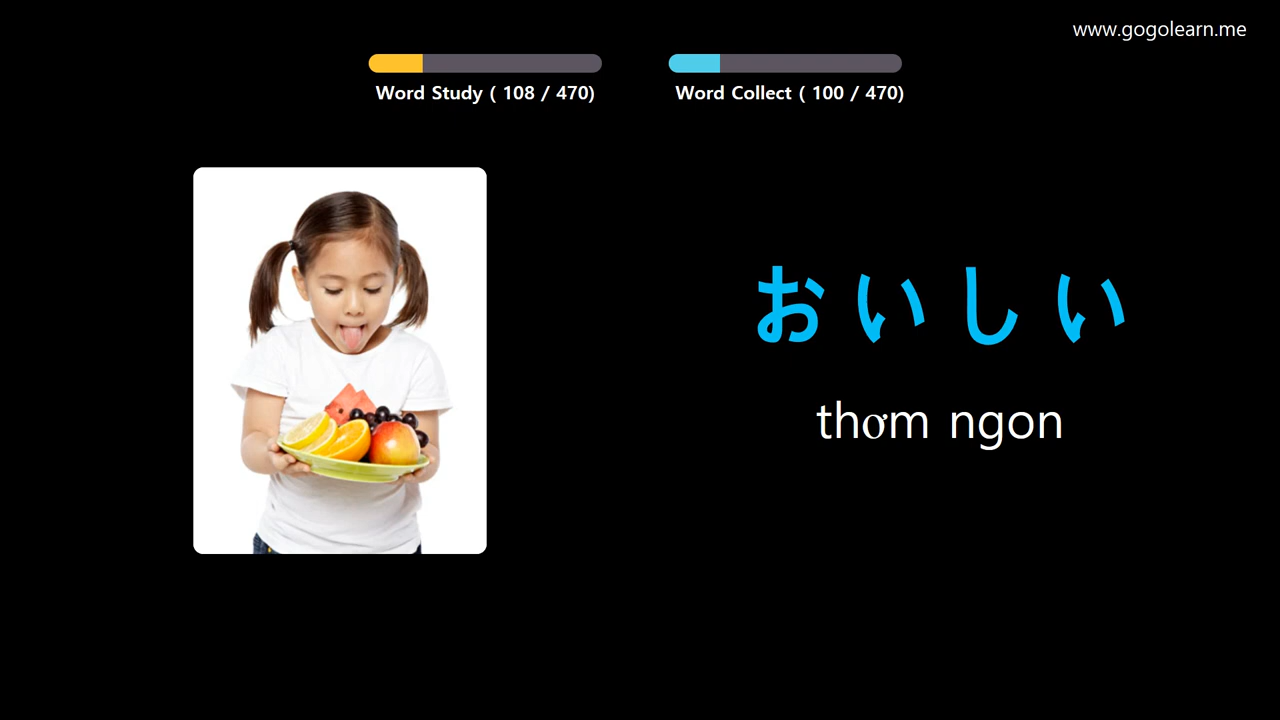 www.gogolearn.me
Word Study ( 108 / 470)
Word Collect ( 100 / 470)
おいしい
thơm ngon